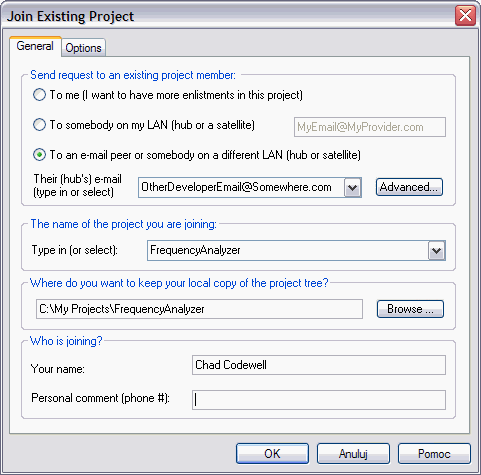 Join Existing Project
General Options
Send request to an existing project member:
To me (I want to have more enlistments in this project)
To somebody on my LAN (hub or a satellite) MyEmail@MyProvider.com
To an e-mail peer or somebody on a different LAN (hub or satellite)
Their (hub's) e-mail
(type in or select) OtherDeveloperEmail@Somewhere.com Advanced...
The name of the project you are joining:
Type in (or select): FrequencyAnalyzer
Where do you want to keep your local copy of the project tree?
C:\My Projects\FrequencyAnalyzer Browse ...
Who is joining?
Your name: Chad Codewell
Personal comment (phone #):
OK Anuluj Pomoc